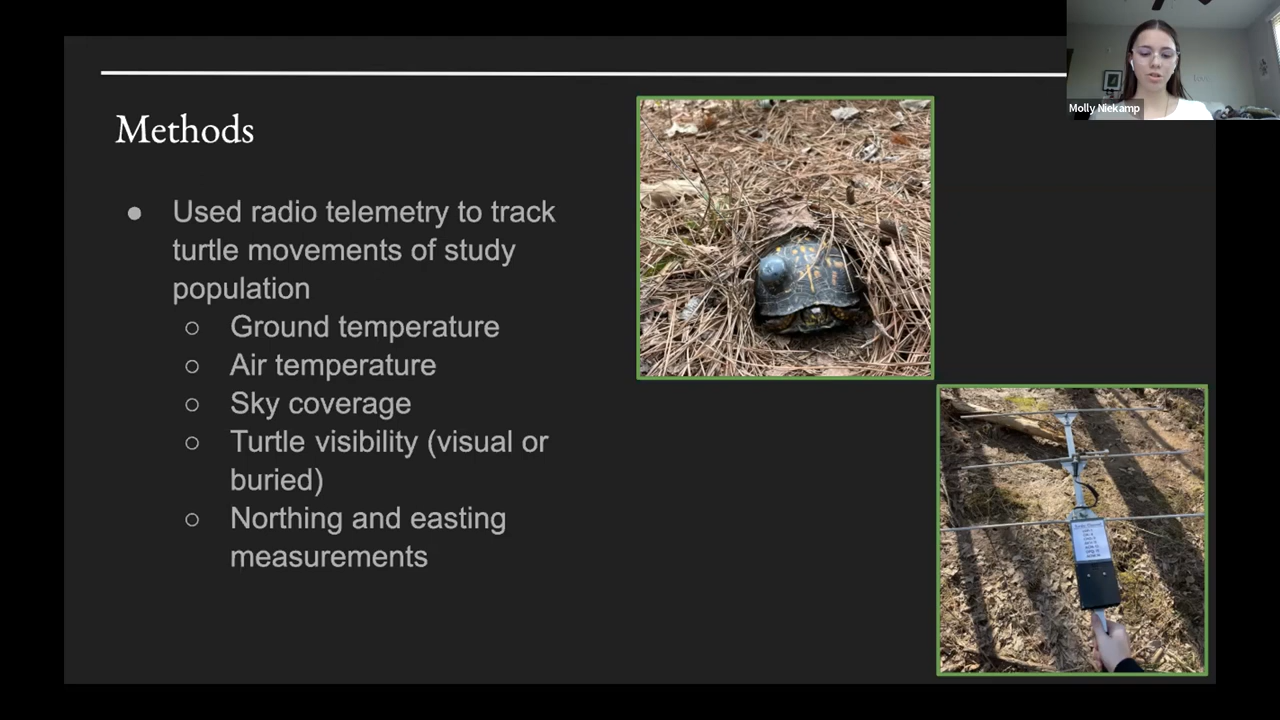 Molly Niekamp
Methods
● Used radio telemetry to track
turtle movements of study
population
○ Ground temperature
○ Air temperature
○ Sky coverage
○ Turtle visibility (visual or
buried)
○ Northing and easting
measurements